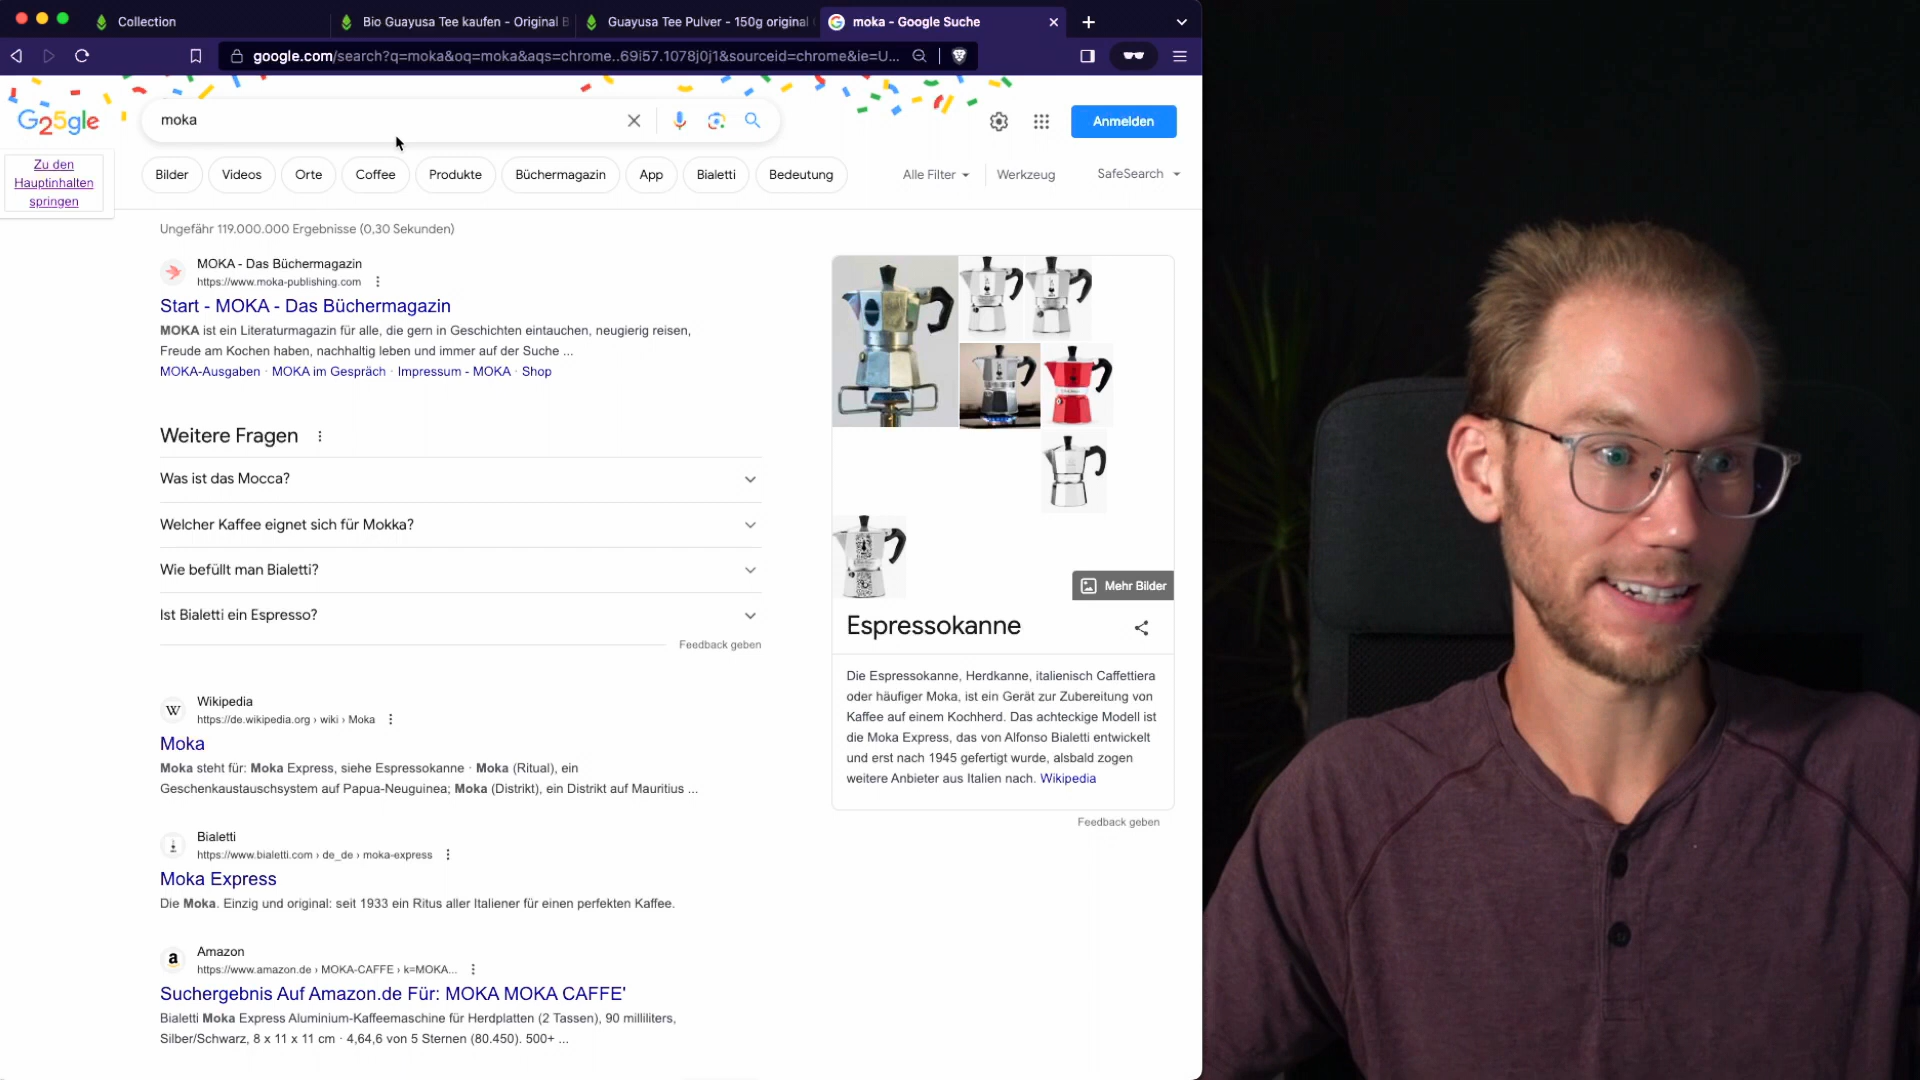 Collection
Bio Guayusa Tee kaufen - Original B
Guayusa Tee Pulver - 150g original
moka - Google Suche
google.com/search?q=moka&oq=moka&aqs=chrome..69i57.1078j0j1&sourceid=chrome&ie=U...
G25gle
moka
Anmelden
Zu den
Hauptinhalten
springen
Bilder
Videos
Orte
Coffee
Produkte
Büchermagazin
App
Bialetti
Bedeutung
Alle Filter
Werkzeug
SafeSearch
Ungefähr 119.000.000 Ergebnisse (0,30 Sekunden)
MOKA - Das Büchermagazin
https://www.moka-publishing.com
Start - MOKA - Das Büchermagazin
MOKA ist ein Literaturmagazin für alle, die gern in Geschichten eintauchen, neugierig reisen,
Freude am Kochen haben, nachhaltig leben und immer auf der Suche ...
MOKA-Ausgaben · MOKA im Gespräch · Impressum - MOKA · Shop
Weitere Fragen
Was ist das Mocca?
Welcher Kaffee eignet sich für Mokka?
Wie befüllt man Bialetti?
Ist Bialetti ein Espresso?
Feedback geben
W
Wikipedia
https://de.wikipedia.org › wiki › Moka
Moka
Moka steht für: Moka Express, siehe Espressokanne · Moka (Ritual), ein
Geschenkaustauschsystem auf Papua-Neuguinea; Moka (Distrikt), ein Distrikt auf Mauritius ...
Bialetti
https://www.bialetti.com › de_de › moka-express
Moka Express
Die Moka. Einzig und original: seit 1933 ein Ritus aller Italiener für einen perfekten Kaffee.
a
Amazon
https://www.amazon.de › MOKA-CAFFE › k=MOKA...
Suchergebnis Auf Amazon.de Für: MOKA MOKA CAFFE'
Bialetti Moka Express Aluminium-Kaffeemaschine für Herdplatten (2 Tassen), 90 milliliters,
Silber/Schwarz, 8 x 11 x 11 cm · 4,64,6 von 5 Sternen (80.450). 500+ ...
Mehr Bilder
Espressokanne
Die Espressokanne, Herdkanne, italienisch Caffettiera
oder häufiger Moka, ist ein Gerät zur Zubereitung von
Kaffee auf einem Kochherd. Das achteckige Modell ist
die Moka Express, das von Alfonso Bialetti entwickelt
und erst nach 1945 gefertigt wurde, alsbald zogen
weitere Anbieter aus Italien nach. Wikipedia
Feedback geben